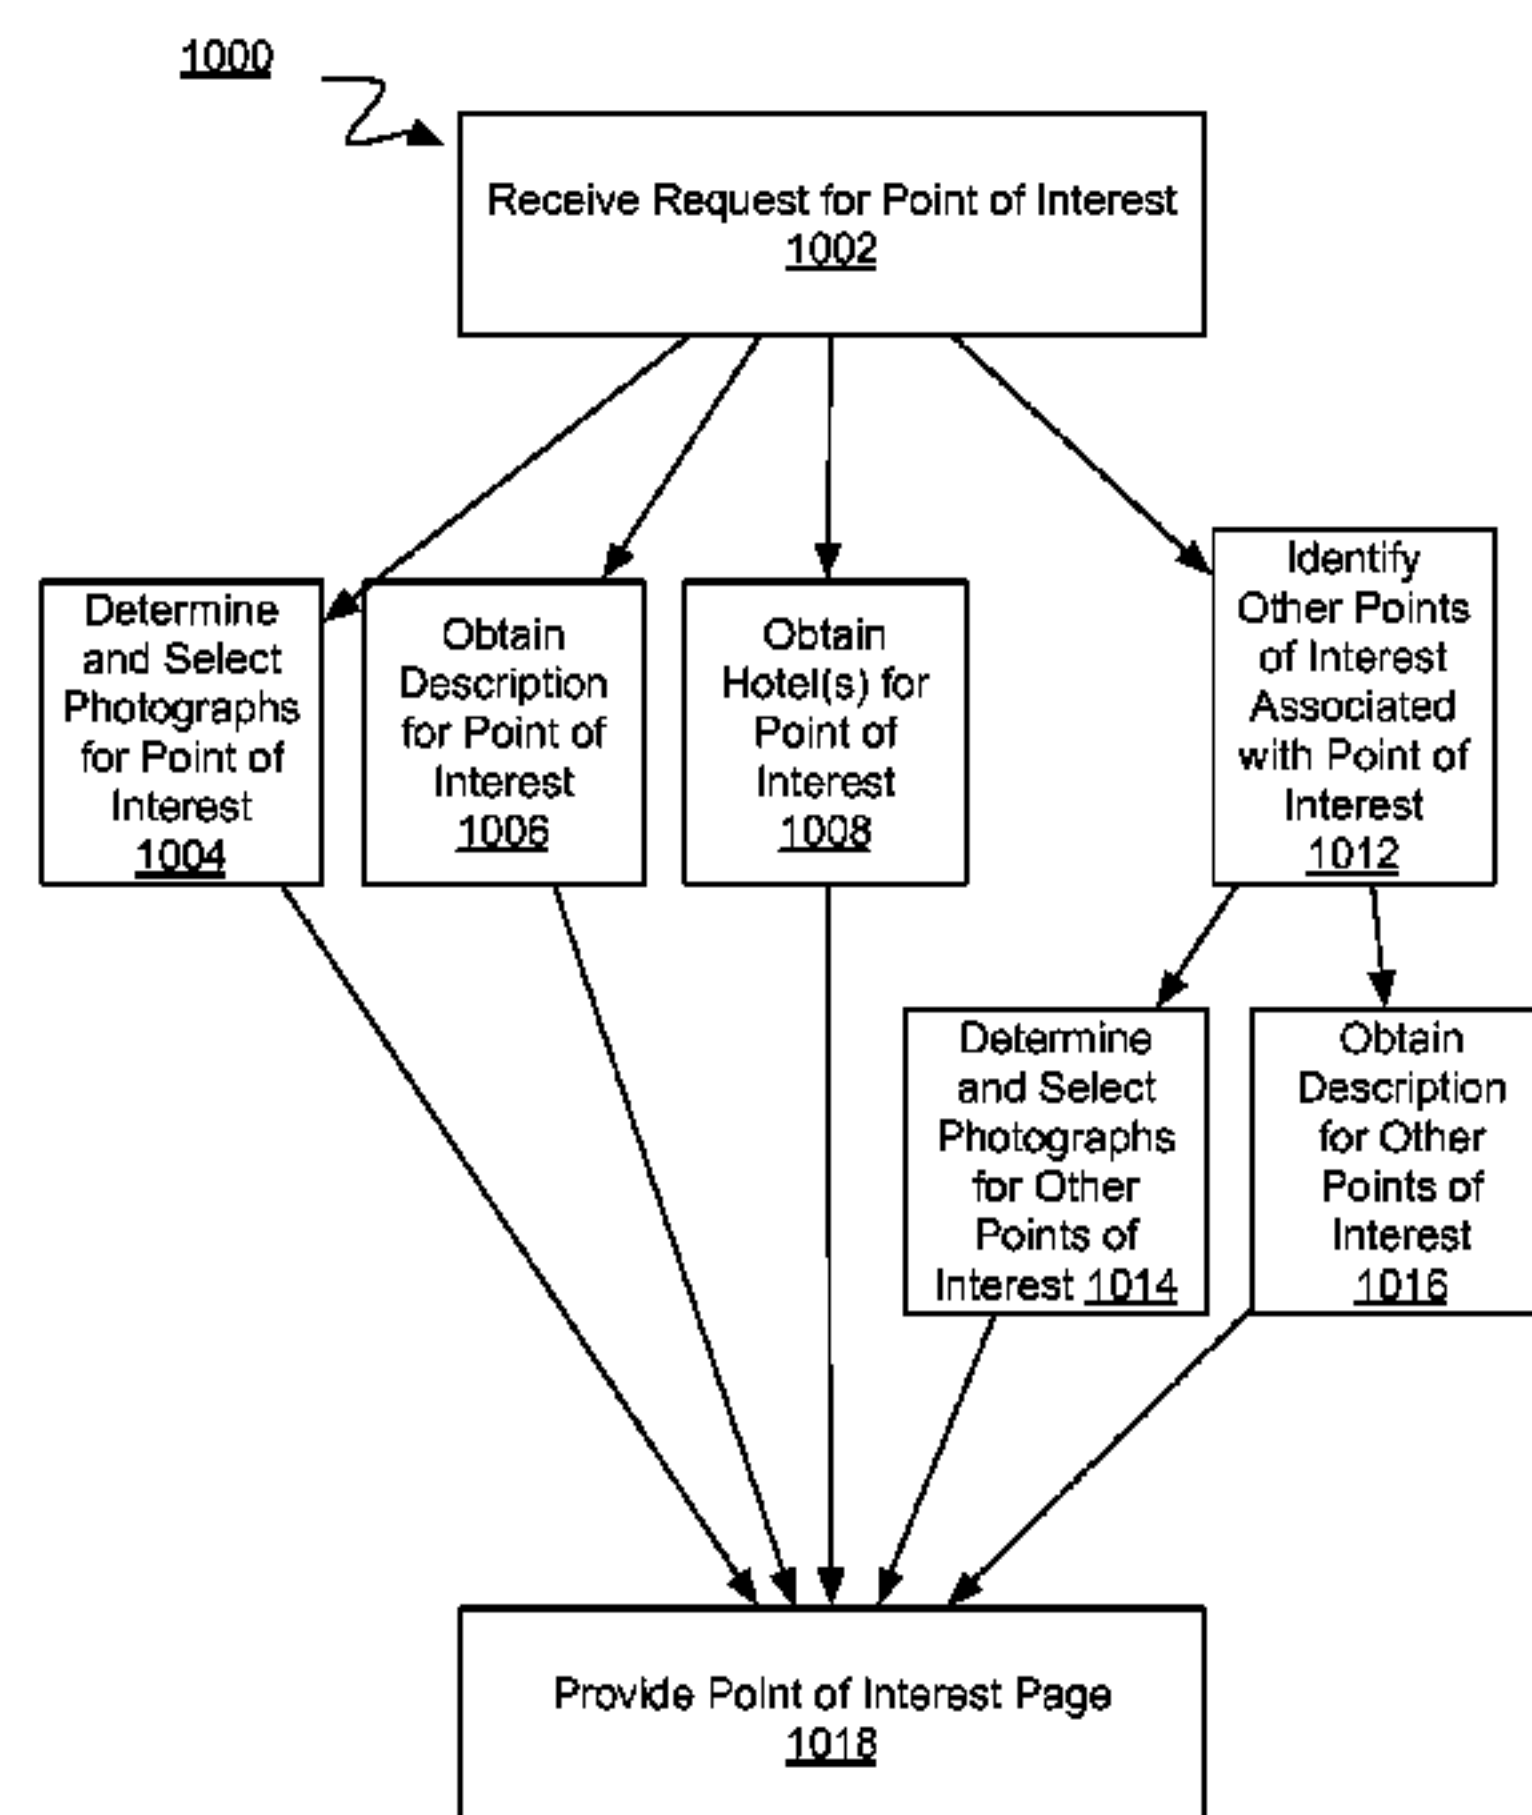 1000
Receive Request for Point of Interest
1002
Determine
and Select
Photographs
for Point of
Interest
1004
Obtain
Description
for Point of
Interest
1006
Obtain
Hotel(s) for
Point of
Interest
1008
Identify
Other Points
of Interest
Associated
with Point of
Interest
1012
Determine
and Select
Photographs
for Other
Points of
Interest 1014
Obtain
Description
for Other
Points of
Interest
1016
Provide Point of Interest Page
1018